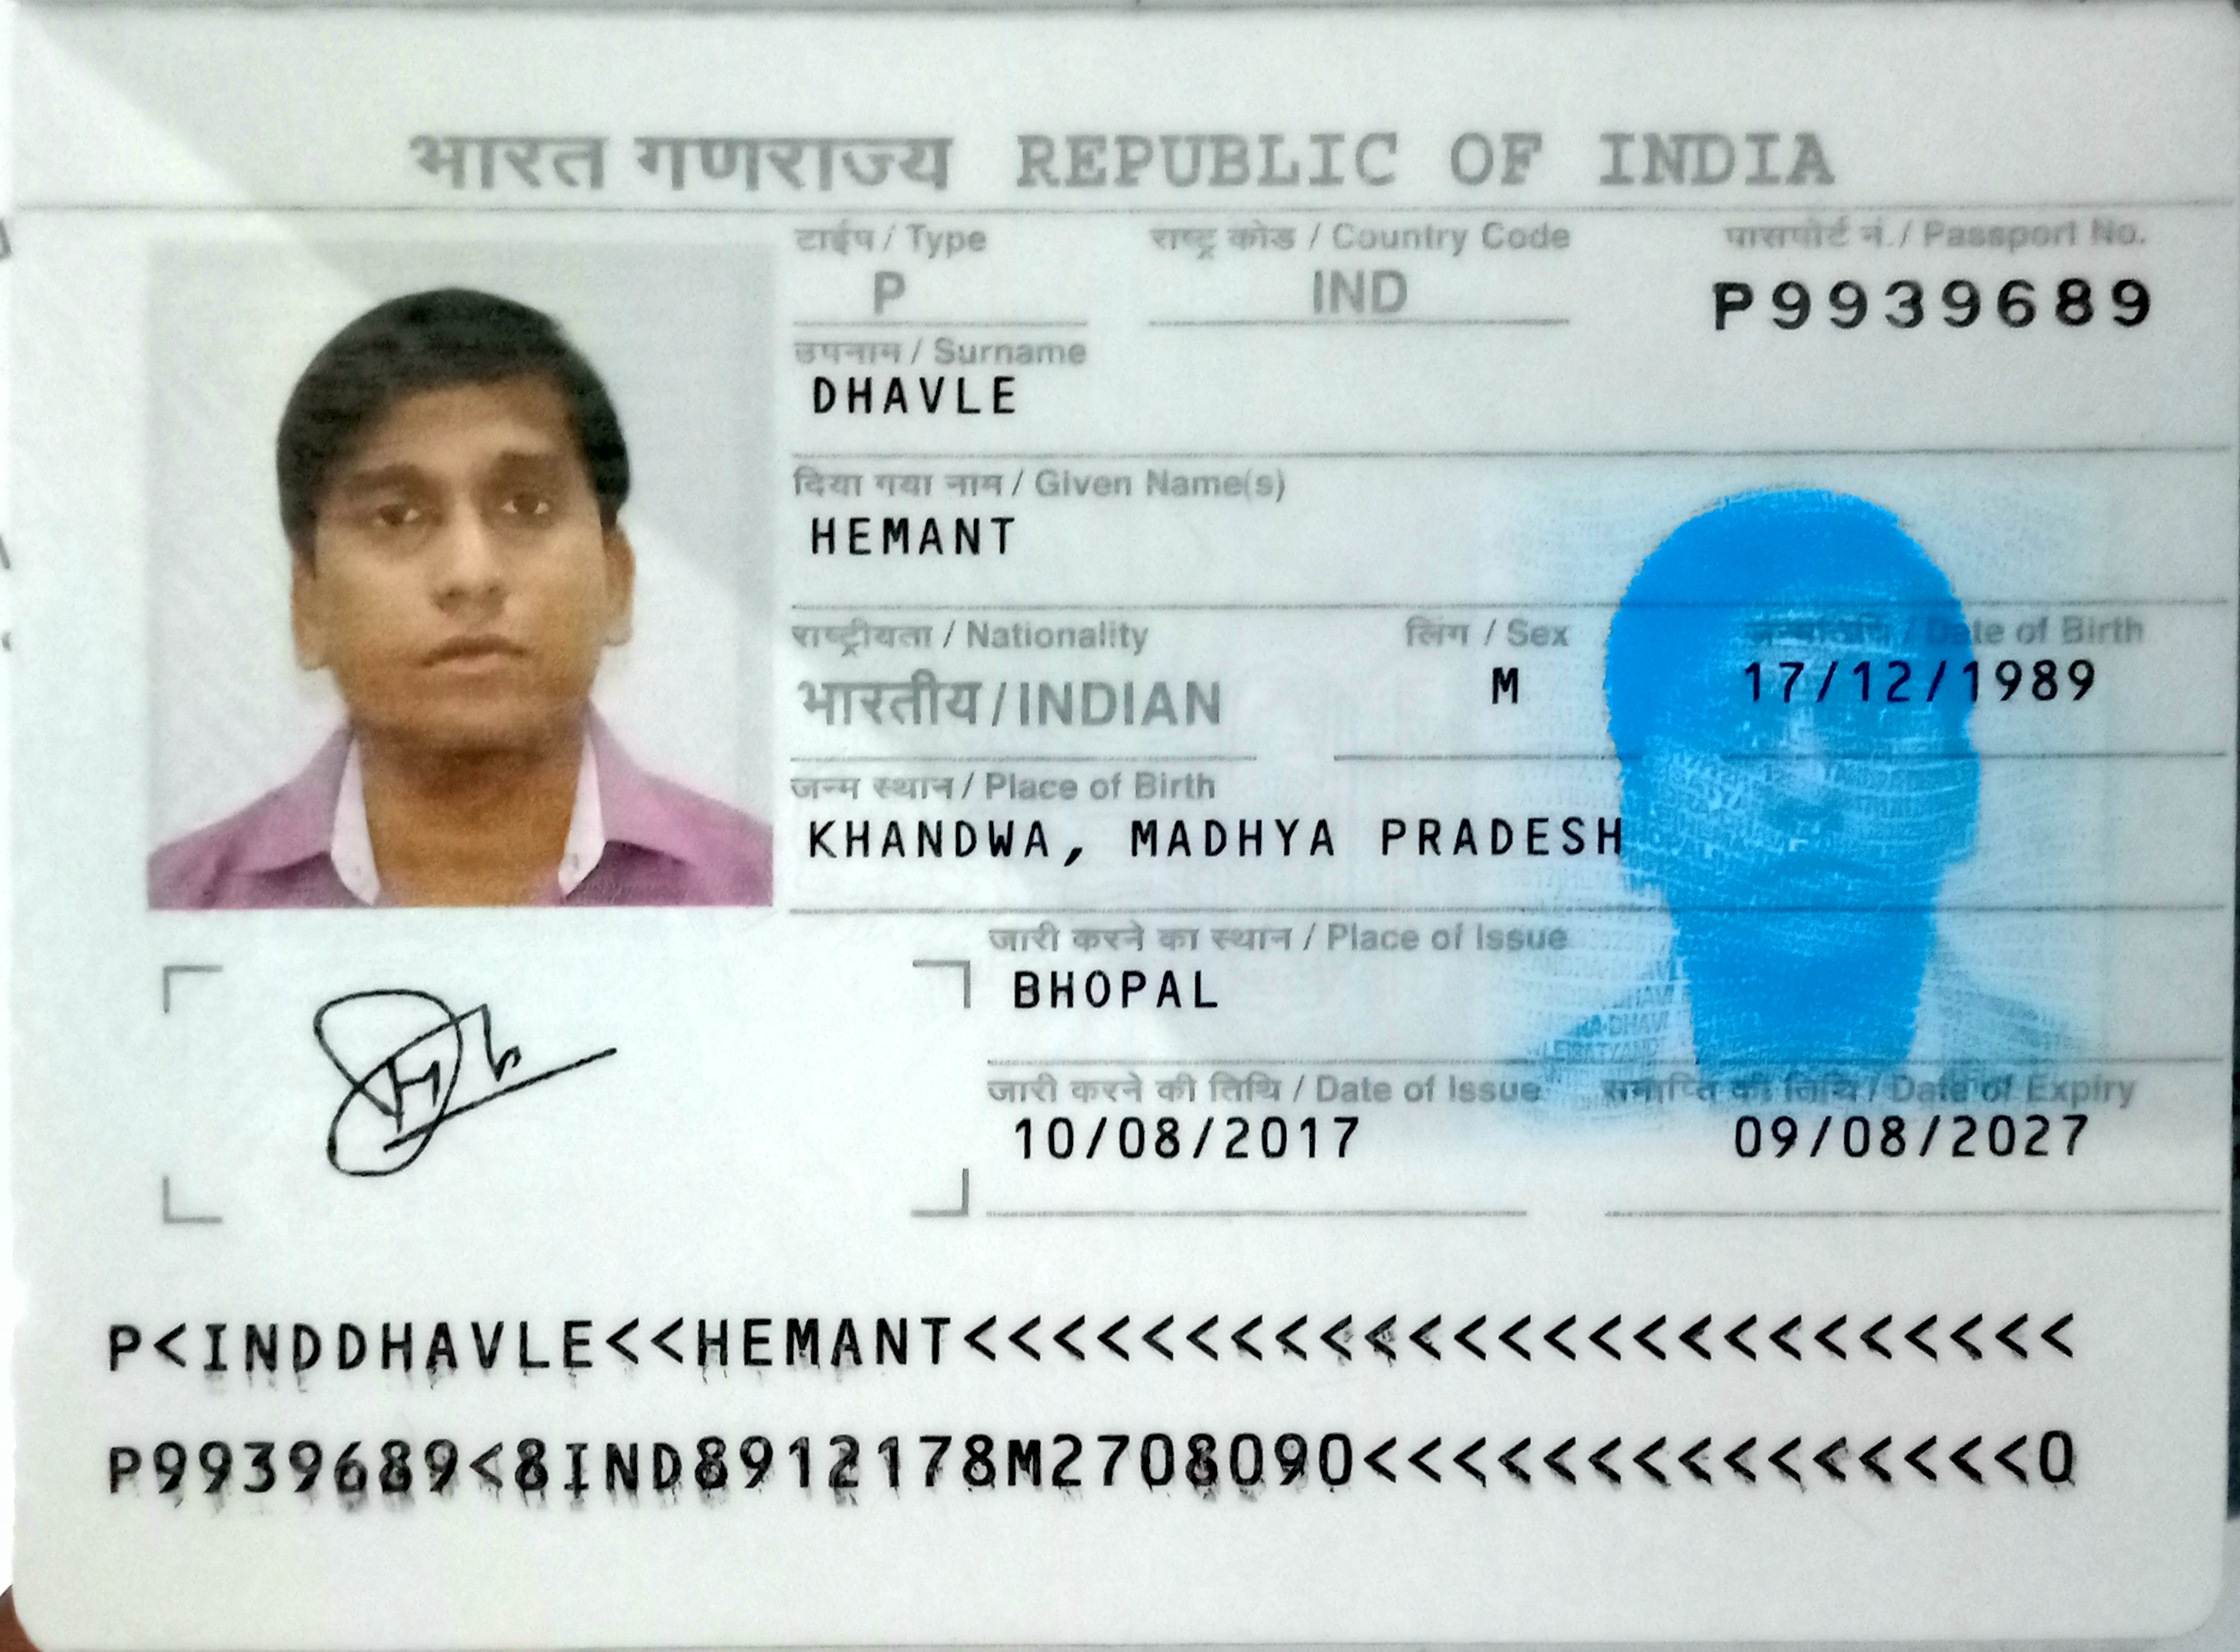 भारत गणराज्य REPUBLIC OF INDIA
टाईप / Type
राष्ट्र कोड / Country Code
पासपोर्ट नं. / Passport No.
P
IND
P9939689
उपनाम / Surname
DHAVLE
दिया गया नाम / Given Name(s)
HEMANT
राष्ट्रीयता / Nationality
लिंग / Sex
जन्मतिथि / Date of Birth
भारतीय / INDIAN
M
17/12/1989
जन्म स्थान / Place of Birth
KHANDWA, MADHYA PRADESH
जारी करने का स्थान / Place of Issue
BHOPAL
जारी करने की तिथि / Date of Issue
समाप्ति की तिथि / Date of Expiry
10/08/2017
09/08/2027
P<INDDHAVLE<<HEMANT<<<<<<<<<<<<<<<<<<<<<<<<<
P9939689<8IND8912178M2708090<<<<<<<<<<<<<<<0